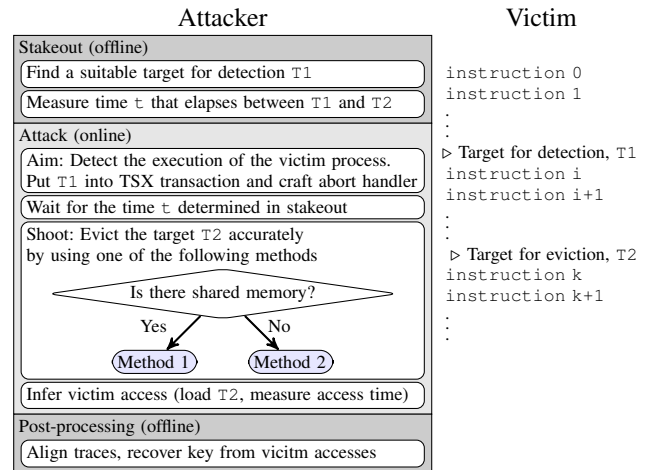 Attacker
Stakeout (offline)
Find a suitable target for detection T1
Measure time t that elapses between T1 and T2
Attack (online)
Aim: Detect the execution of the victim process.
Put T1 into TSX transaction and craft abort handler
Wait for the time t determined in stakeout
Shoot: Evict the target T2 accurately
by using one of the following methods
Is there shared memory?
Yes
No
Method 1
Method 2
Infer victim access (load T2, measure access time)
Post-processing (offline)
Align traces, recover key from vicitm accesses
Victim
instruction 0
instruction 1
.
.
.
▷ Target for detection, T1
instruction i
instruction i+1
.
.
.
▷ Target for eviction, T2
instruction k
instruction k+1
.
.
.